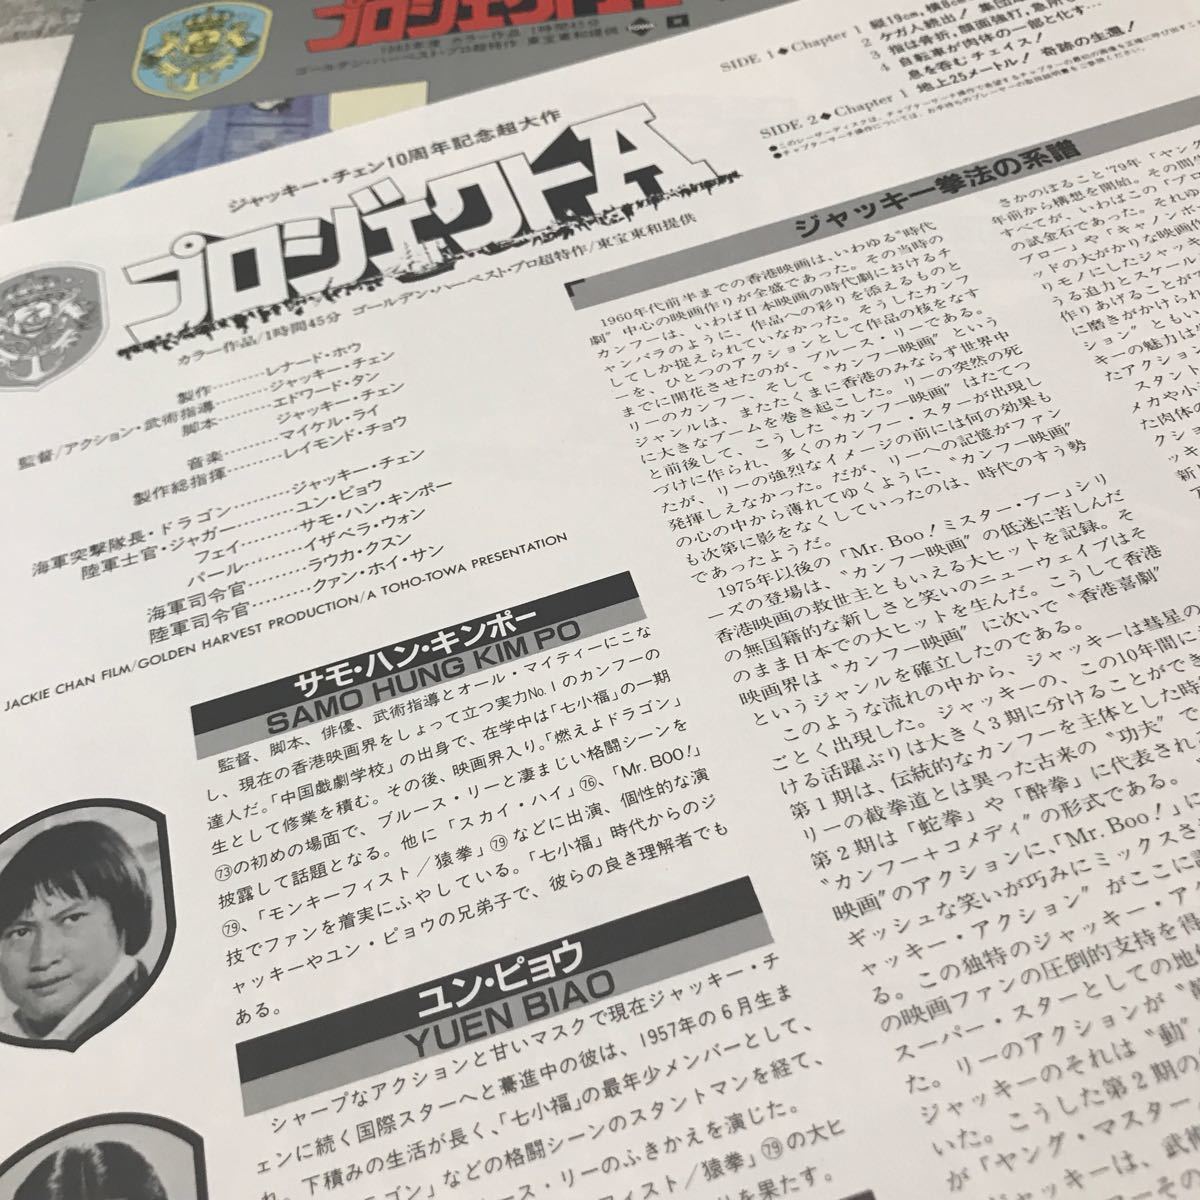 プロジェクトA
1983年度 カラー作品 1時間45分
ゴールデン・ハーベスト・プロ超特作 東宝東和提供
SIDE 1◆Chapter 1 縦19cm,横8cm
2 ケガ人続出! 集団
3 指は骨折,顔面強打,急所
4 自転車が肉体の一部と化す…
息を呑むチェイス!
SIDE 2◆Chapter 1 地上25メートル! 奇跡の生還!
ジャッキー・チェン10周年記念超大作
プロジェクトA
カラー作品/1時間45分 ゴールデン・ハーベスト・プロ超特作/東宝東和提供
製作………レナード・ホウ
監督/アクション・武術指導………ジャッキー・チェン
脚本………エドワード・タン
ジャッキー・チェン
音楽………マイケル・ライ
製作総指揮………レイモンド・チョウ
海軍突撃隊長・ドラゴン………ジャッキー・チェン
陸軍士官・ジャガー………ユン・ピョウ
フェイ………サモ・ハン・キンポー
パール………イザベラ・ウォン
海軍司令官………ラウカ・クスン
陸軍司令官………クァン・ホイ・サン
JACKIE CHAN FILM/GOLDEN HARVEST PRODUCTION/A TOHO-TOWA PRESENTATION
サモ・ハン・キンポー
SAMO HUNG KIM PO
監督、脚本、俳優、武術指導とオール・マイティーにこな
し、現在の香港映画界をしょって立つ実力No.1のカンフーの
達人だ。「中国戯劇学校」の出身で、在学中は「七小福」の一期
生として修業を積む。その後、映画界入り。「燃えよドラゴン」
㊼の初めの場面で、ブルース・リーと凄まじい格闘シーンを
披露して話題となる。他に「スカイ・ハイ」㊻、「Mr. BOO!」
㊾、「モンキーフィスト/猿拳」㊾などに出演、個性的な演
技でファンを着実にふやしている。「七小福」時代からのジ
ャッキーやユン・ピョウの兄弟子で、彼らの良き理解者でも
ある。
ユン・ピョウ
YUEN BIAO
シャープなアクションと甘いマスクで現在ジャッキー・チ
ェンに続く国際スターへと驀進中の彼は、1957年の6月生ま
れ。下積みの生活が長く、「七小福」の最年少メンバーとして、
ゴン」などの格闘シーンのスタントマンを経て、
ース・リーのふきかえを演じた。
ィスト/猿拳」㊾の大ヒ
りを果たす。
ジャッキー拳法の系譜
1960年代前半までの香港映画は、いわゆる“時代
劇”中心の映画作りが全盛であった。その当時の
カンフーは、いわば日本映画の時代劇におけるチ
ャンバラのように、作品への彩りを添えるものと
してしか捉えられていなかった。そうしたカンフ
ーを、ひとつのアクションとして作品の核をなす
までに開花させたのが、ブルース・リーである。
リーのカンフー、そして“カンフー映画”という
ジャンルは、またたくまに香港のみならず世界中
に大きなブームを巻き起こした。リーの突然の死
と前後して、こうした“カンフー映画”はたてつ
づけに作られ、多くのカンフー・スターが出現し
たが、リーの強烈なイメージの前には何の効果も
発揮しえなかった。だが、リーへの記憶がファン
の心の中から薄れてゆくように、“カンフー映画”
も次第に影をなくしていったのは、時代のすう勢
であったようだ。
1975年以後の「Mr. Boo!ミスター・ブー」シリ
ーズの登場は、“カンフー映画”の低迷に苦しんだ
香港映画の救世主ともいえる大ヒットを記録。そ
の無国籍的な新しさと笑いのニューウェイブはそ
のまま日本での大ヒットを生んだ。こうして香港
映画界は“カンフー映画”に次いで“香港喜劇”
というジャンルを確立したのである。
このような流れの中から、ジャッキーは彗星の
ごとく出現した。ジャッキーの、この10年間に
ける活躍ぶりは大きく3期に分けることができ
第1期は、伝統的なカンフーを主体とした時
リーの截拳道とは異った古来の“功夫”で
第2期は「蛇拳」や「酔拳」に代表され
“カンフー+コメディ”の形式である。
映画”のアクションに、「Mr. Boo!」に
ギッシュな笑いが巧みにミックスさ
ャッキー・アクション”がここに
る。この独特のジャッキー・ア
の映画ファンの圧倒的支持を得
スーパー・スターとしての地
た。リーのアクションが“
ジャッキーのそれは“動”
いた。こうした第2期の
が「ヤング・マスター
ャッキーは、武
さかのぼること'79年「ヤング
年前から構想を開始。その間
すべてが、いわばこの「プロ
の試金石であった。それゆ
ブロー」や「キャノンボ
ッドの大がかりな映画作
リモノにしたジャッキ
うる迫力とスケール
作りあげることが
に磨きがかけら
ション”ともい
キーの魅力は
たアクション
スタント
メカや小
た肉体の
クショ
ッキ
新